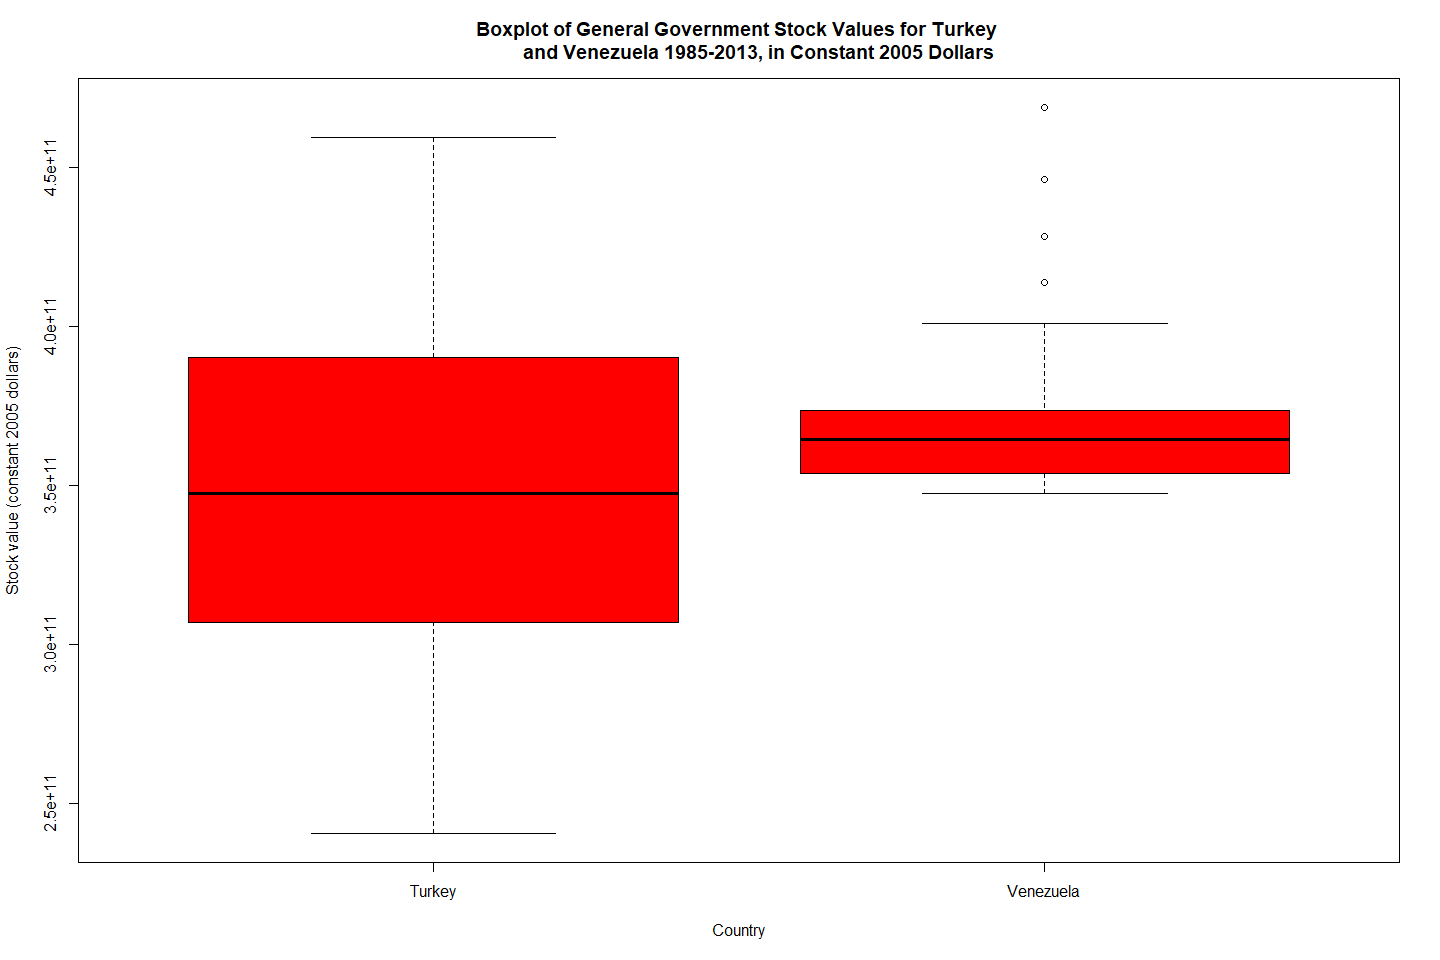 Boxplot of General Government Stock Values for Turkey
and Venezuela 1985-2013, in Constant 2005 Dollars
Stock value (constant 2005 dollars)
4.5e+11
4.0e+11
3.5e+11
3.0e+11
2.5e+11
Turkey
Venezuela
Country